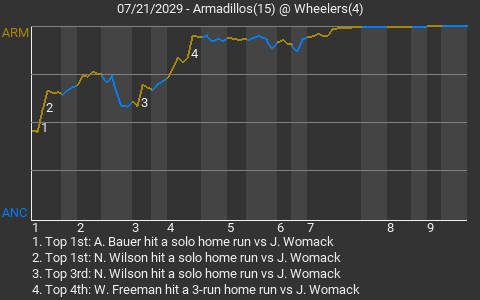 07/21/2029 - Armadillos(15) @ Wheelers(4)
ARM
4
2
3
1
ANC
1 2 3 4 5 6 7 8 9
1. Top 1st: A. Bauer hit a solo home run vs J. Womack
2. Top 1st: N. Wilson hit a solo home run vs J. Womack
3. Top 3rd: N. Wilson hit a solo home run vs J. Womack
4. Top 4th: W. Freeman hit a 3-run home run vs J. Womack